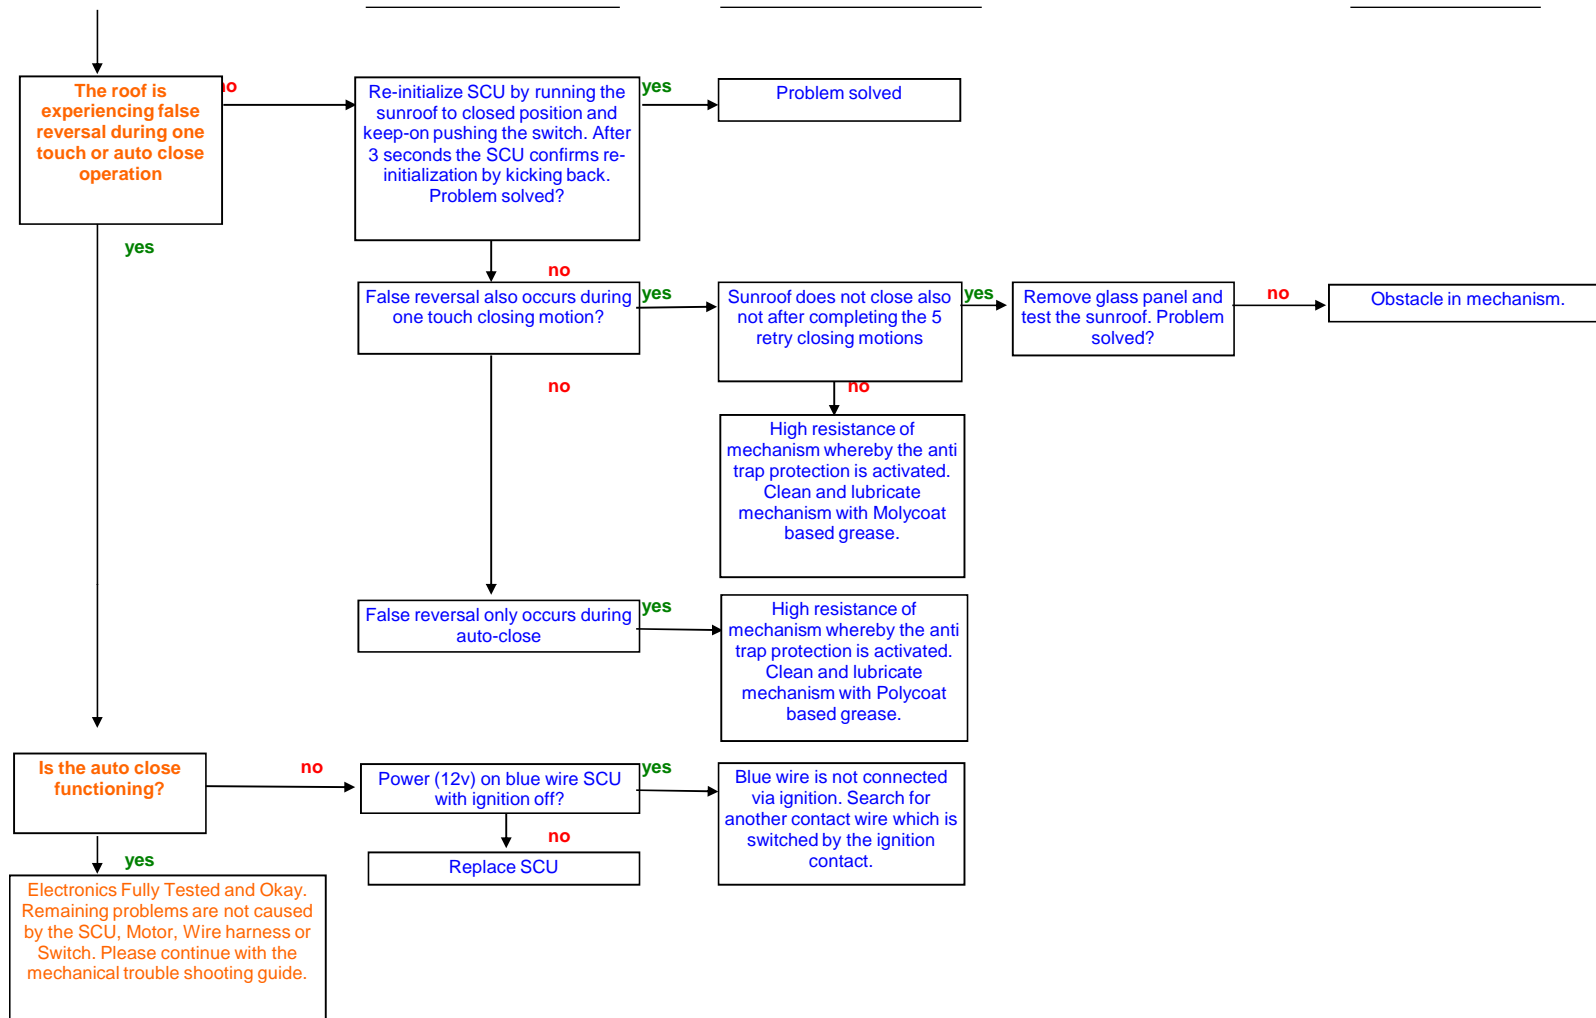 The roof is
experiencing false
reversal during one
touch or auto close
operation
no
Re-initialize SCU by running the
sunroof to closed position and
keep-on pushing the switch. After
3 seconds the SCU confirms re-
initialization by kicking back.
Problem solved?
yes
Problem solved
yes
no
False reversal also occurs during
one touch closing motion?
yes
Sunroof does not close also
not after completing the 5
retry closing motions
yes
Remove glass panel and
test the sunroof. Problem
solved?
no
Obstacle in mechanism.
no
no
High resistance of
mechanism whereby the anti
trap protection is activated.
Clean and lubricate
mechanism with Molycoat
based grease.
False reversal only occurs during
auto-close
yes
High resistance of
mechanism whereby the anti
trap protection is activated.
Clean and lubricate
mechanism with Polycoat
based grease.
Is the auto close
functioning?
no
Power (12v) on blue wire SCU
with ignition off?
yes
Blue wire is not connected
via ignition. Search for
another contact wire which is
switched by the ignition
contact.
no
Replace SCU
yes
Electronics Fully Tested and Okay.
Remaining problems are not caused
by the SCU, Motor, Wire harness or
Switch. Please continue with the
mechanical trouble shooting guide.